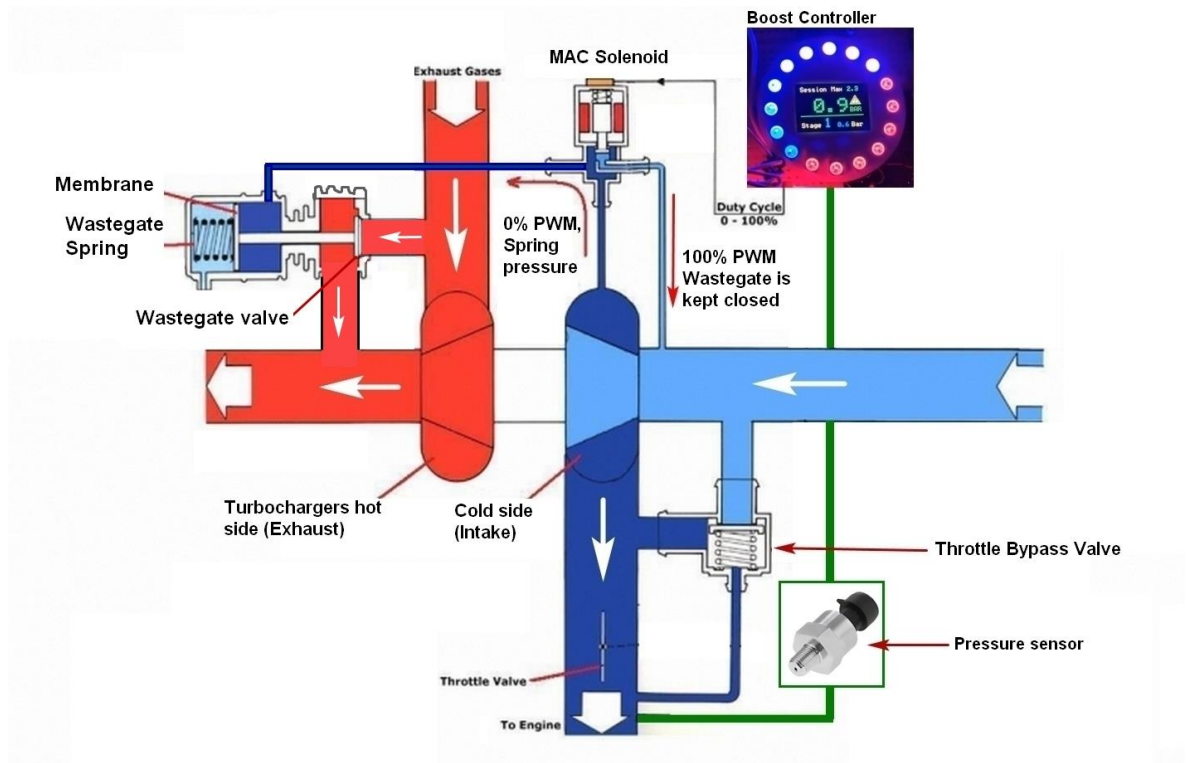 Boost Controller
MAC Solenoid
Exhaust Gases
Session Max 2.3
0.9
BAR
Stage 1 0.6 Bar
Membrane
Wastegate
Spring
Duty Cycle
0 - 100%
0% PWM,
Spring
pressure
100% PWM
Wastegate is
kept closed
Wastegate valve
Turbochargers hot
side (Exhaust)
Cold side
(Intake)
Throttle Bypass Valve
Pressure sensor
Throttle Valve
To Engine